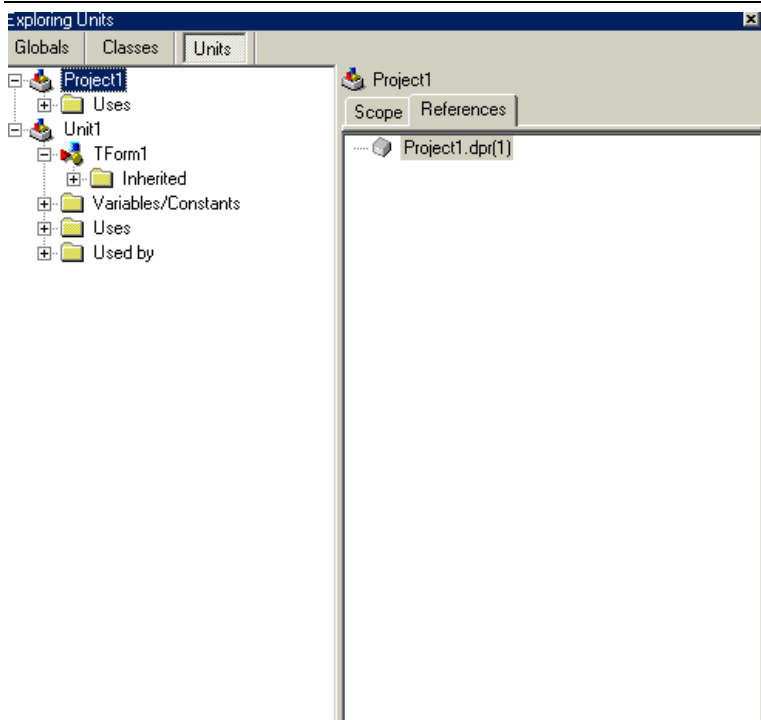 Exploring Units
Globals Classes Units
Project1
Uses
Unit1
TForm1
Inherited
Variables/Constants
Uses
Used by
Project1
Scope References
Project1.dpr(1)